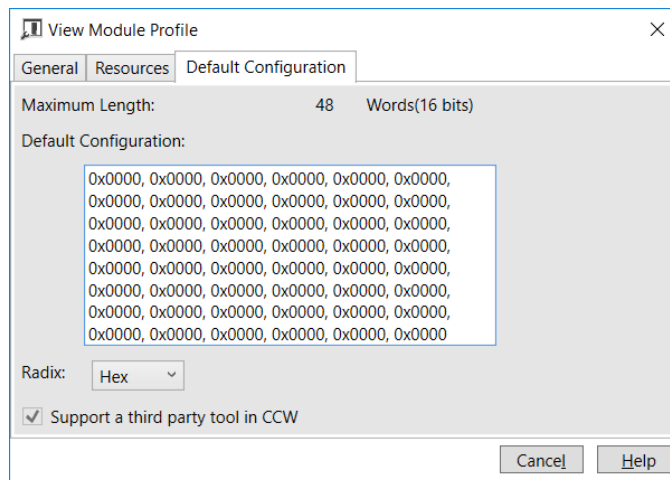 View Module Profile
General Resources Default Configuration
Maximum Length: 48 Words(16 bits)
Default Configuration:
0x0000, 0x0000, 0x0000, 0x0000, 0x0000, 0x0000,
0x0000, 0x0000, 0x0000, 0x0000, 0x0000, 0x0000,
0x0000, 0x0000, 0x0000, 0x0000, 0x0000, 0x0000,
0x0000, 0x0000, 0x0000, 0x0000, 0x0000, 0x0000,
0x0000, 0x0000, 0x0000, 0x0000, 0x0000, 0x0000,
0x0000, 0x0000, 0x0000, 0x0000, 0x0000, 0x0000,
0x0000, 0x0000, 0x0000, 0x0000, 0x0000, 0x0000,
0x0000, 0x0000, 0x0000, 0x0000, 0x0000, 0x0000
Radix: Hex
Support a third party tool in CCW
Cancel Help